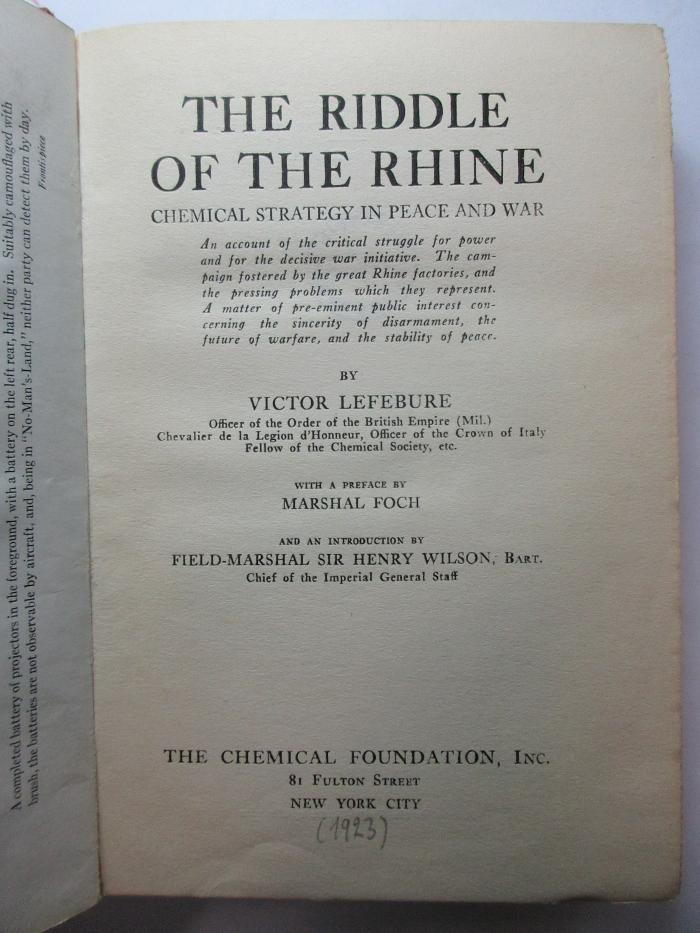 A completed battery of projectors in the foreground, with a battery on the left rear, half dug in. Suitably camouflaged with
brush, the batteries are not observable by aircraft, and, being in "No-Man's-Land," neither party can detect them by day.
Frontispiece
THE RIDDLE
OF THE RHINE
CHEMICAL STRATEGY IN PEACE AND WAR
An account of the critical struggle for power
and for the decisive war initiative. The cam-
paign fostered by the great Rhine factories, and
the pressing problems which they represent.
A matter of pre-eminent public interest con-
cerning the sincerity of disarmament, the
future of warfare, and the stability of peace.
BY
VICTOR LEFEBURE
Officer of the Order of the British Empire (Mil.)
Chevalier de la Legion d'Honneur, Officer of the Crown of Italy
Fellow of the Chemical Society, etc.
WITH A PREFACE BY
MARSHAL FOCH
AND AN INTRODUCTION BY
FIELD-MARSHAL SIR HENRY WILSON, BART.
Chief of the Imperial General Staff
THE CHEMICAL FOUNDATION, INC.
81 FULTON STREET
NEW YORK CITY
(1923)